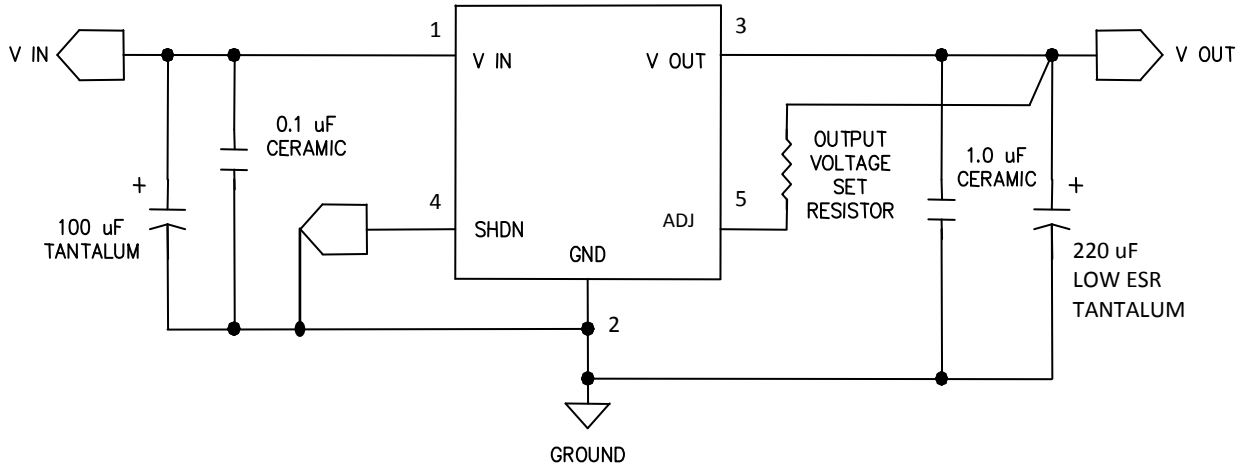 1
3
V IN
V IN
V OUT
V OUT
0.1 uF
CERAMIC
OUTPUT
VOLTAGE
SET
RESISTOR
1.0 uF
CERAMIC
+
+
4
5
100 uF
TANTALUM
SHDN
ADJ
GND
220 uF
LOW ESR
TANTALUM
2
GROUND